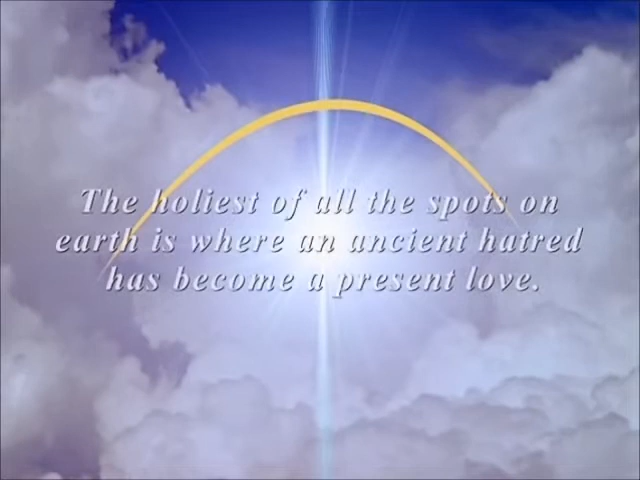 The holiest of all the spots on
earth is where an ancient hatred
has become a present love.